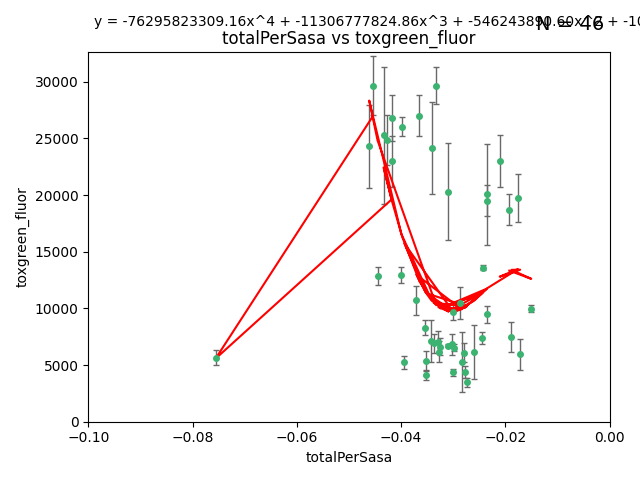 y = -76295823309.16x^4 + -11306777824.86x^3 + -546243890.60x^2 + -10
N = 46
totalPerSasa vs toxgreen_fluor
30000
25000
20000
15000
10000
5000
0
toxgreen_fluor
−0.10 −0.08 −0.06 −0.04 −0.02 0.00
totalPerSasa